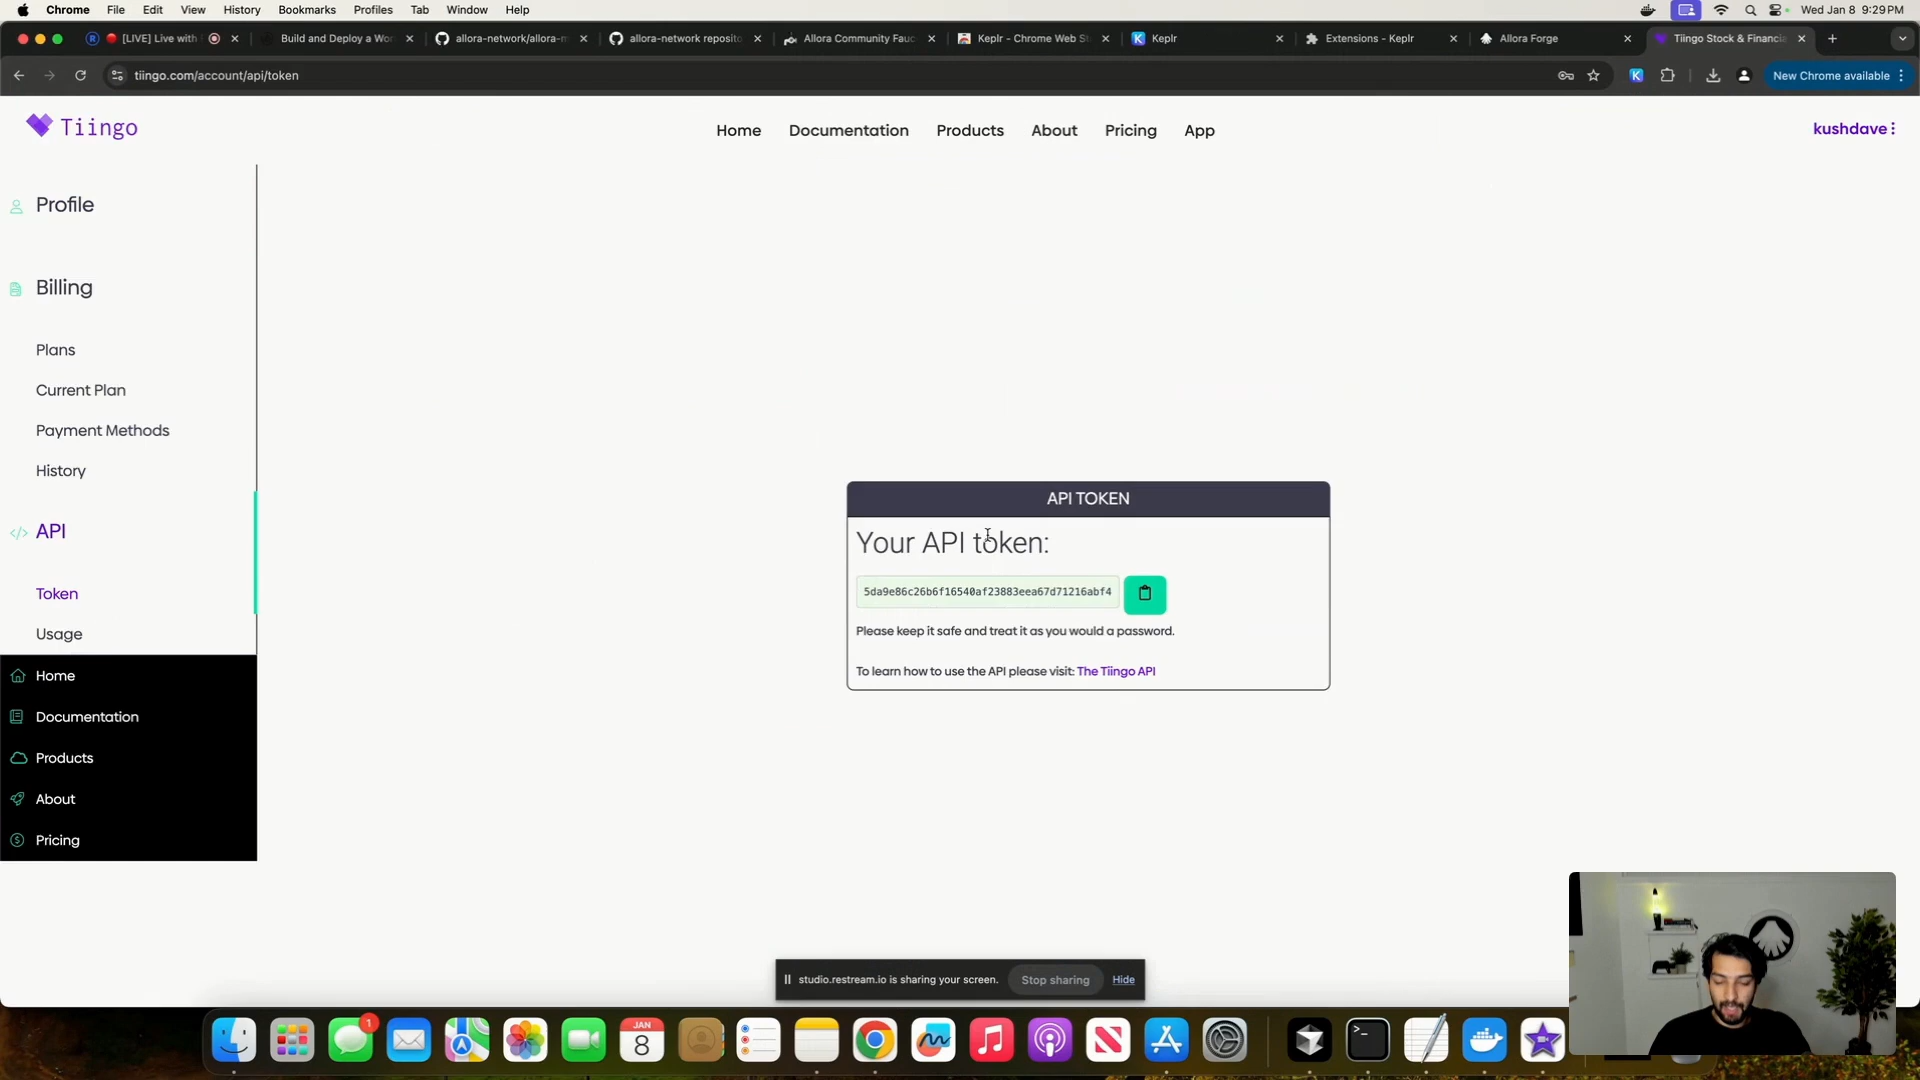 Chrome File Edit View History Bookmarks Profiles Tab Window Help
Wed Jan 8 9:29 PM
[LIVE] Live with
Build and Deploy a Wor
allora-network/allora-m
allora-network reposito
Allora Community Fauc
Keplr - Chrome Web S
Keplr
Extensions - Keplr
Allora Forge
Tiingo Stock & Financia
tiingo.com/account/api/token
New Chrome available
Tiingo
Home Documentation Products About Pricing App
kushdave
Profile
Billing
Plans
Current Plan
Payment Methods
History
API
Token
Usage
Home
Documentation
Products
About
Pricing
API TOKEN
Your API token:
5da9e86c26b6f16540af23883eea67d71216abf4
Please keep it safe and treat it as you would a password.
To learn how to use the API please visit: The Tiingo API
studio.restream.io is sharing your screen.
Stop sharing
Hide
1
JAN
8